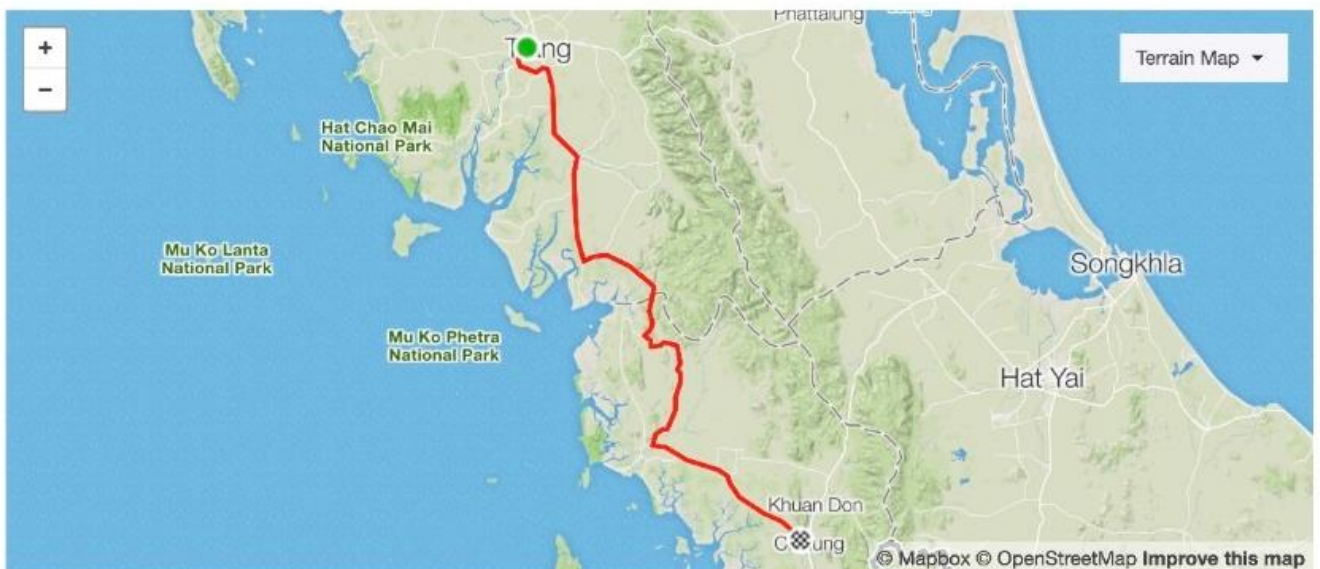 +
−
Phattalung
Terrain Map
Hat Chao Mai
National Park
Mu Ko Lanta
National Park
Songkhla
Mu Ko Phetra
National Park
Hat Yai
Khuan Don
© Mapbox © OpenStreetMap Improve this map